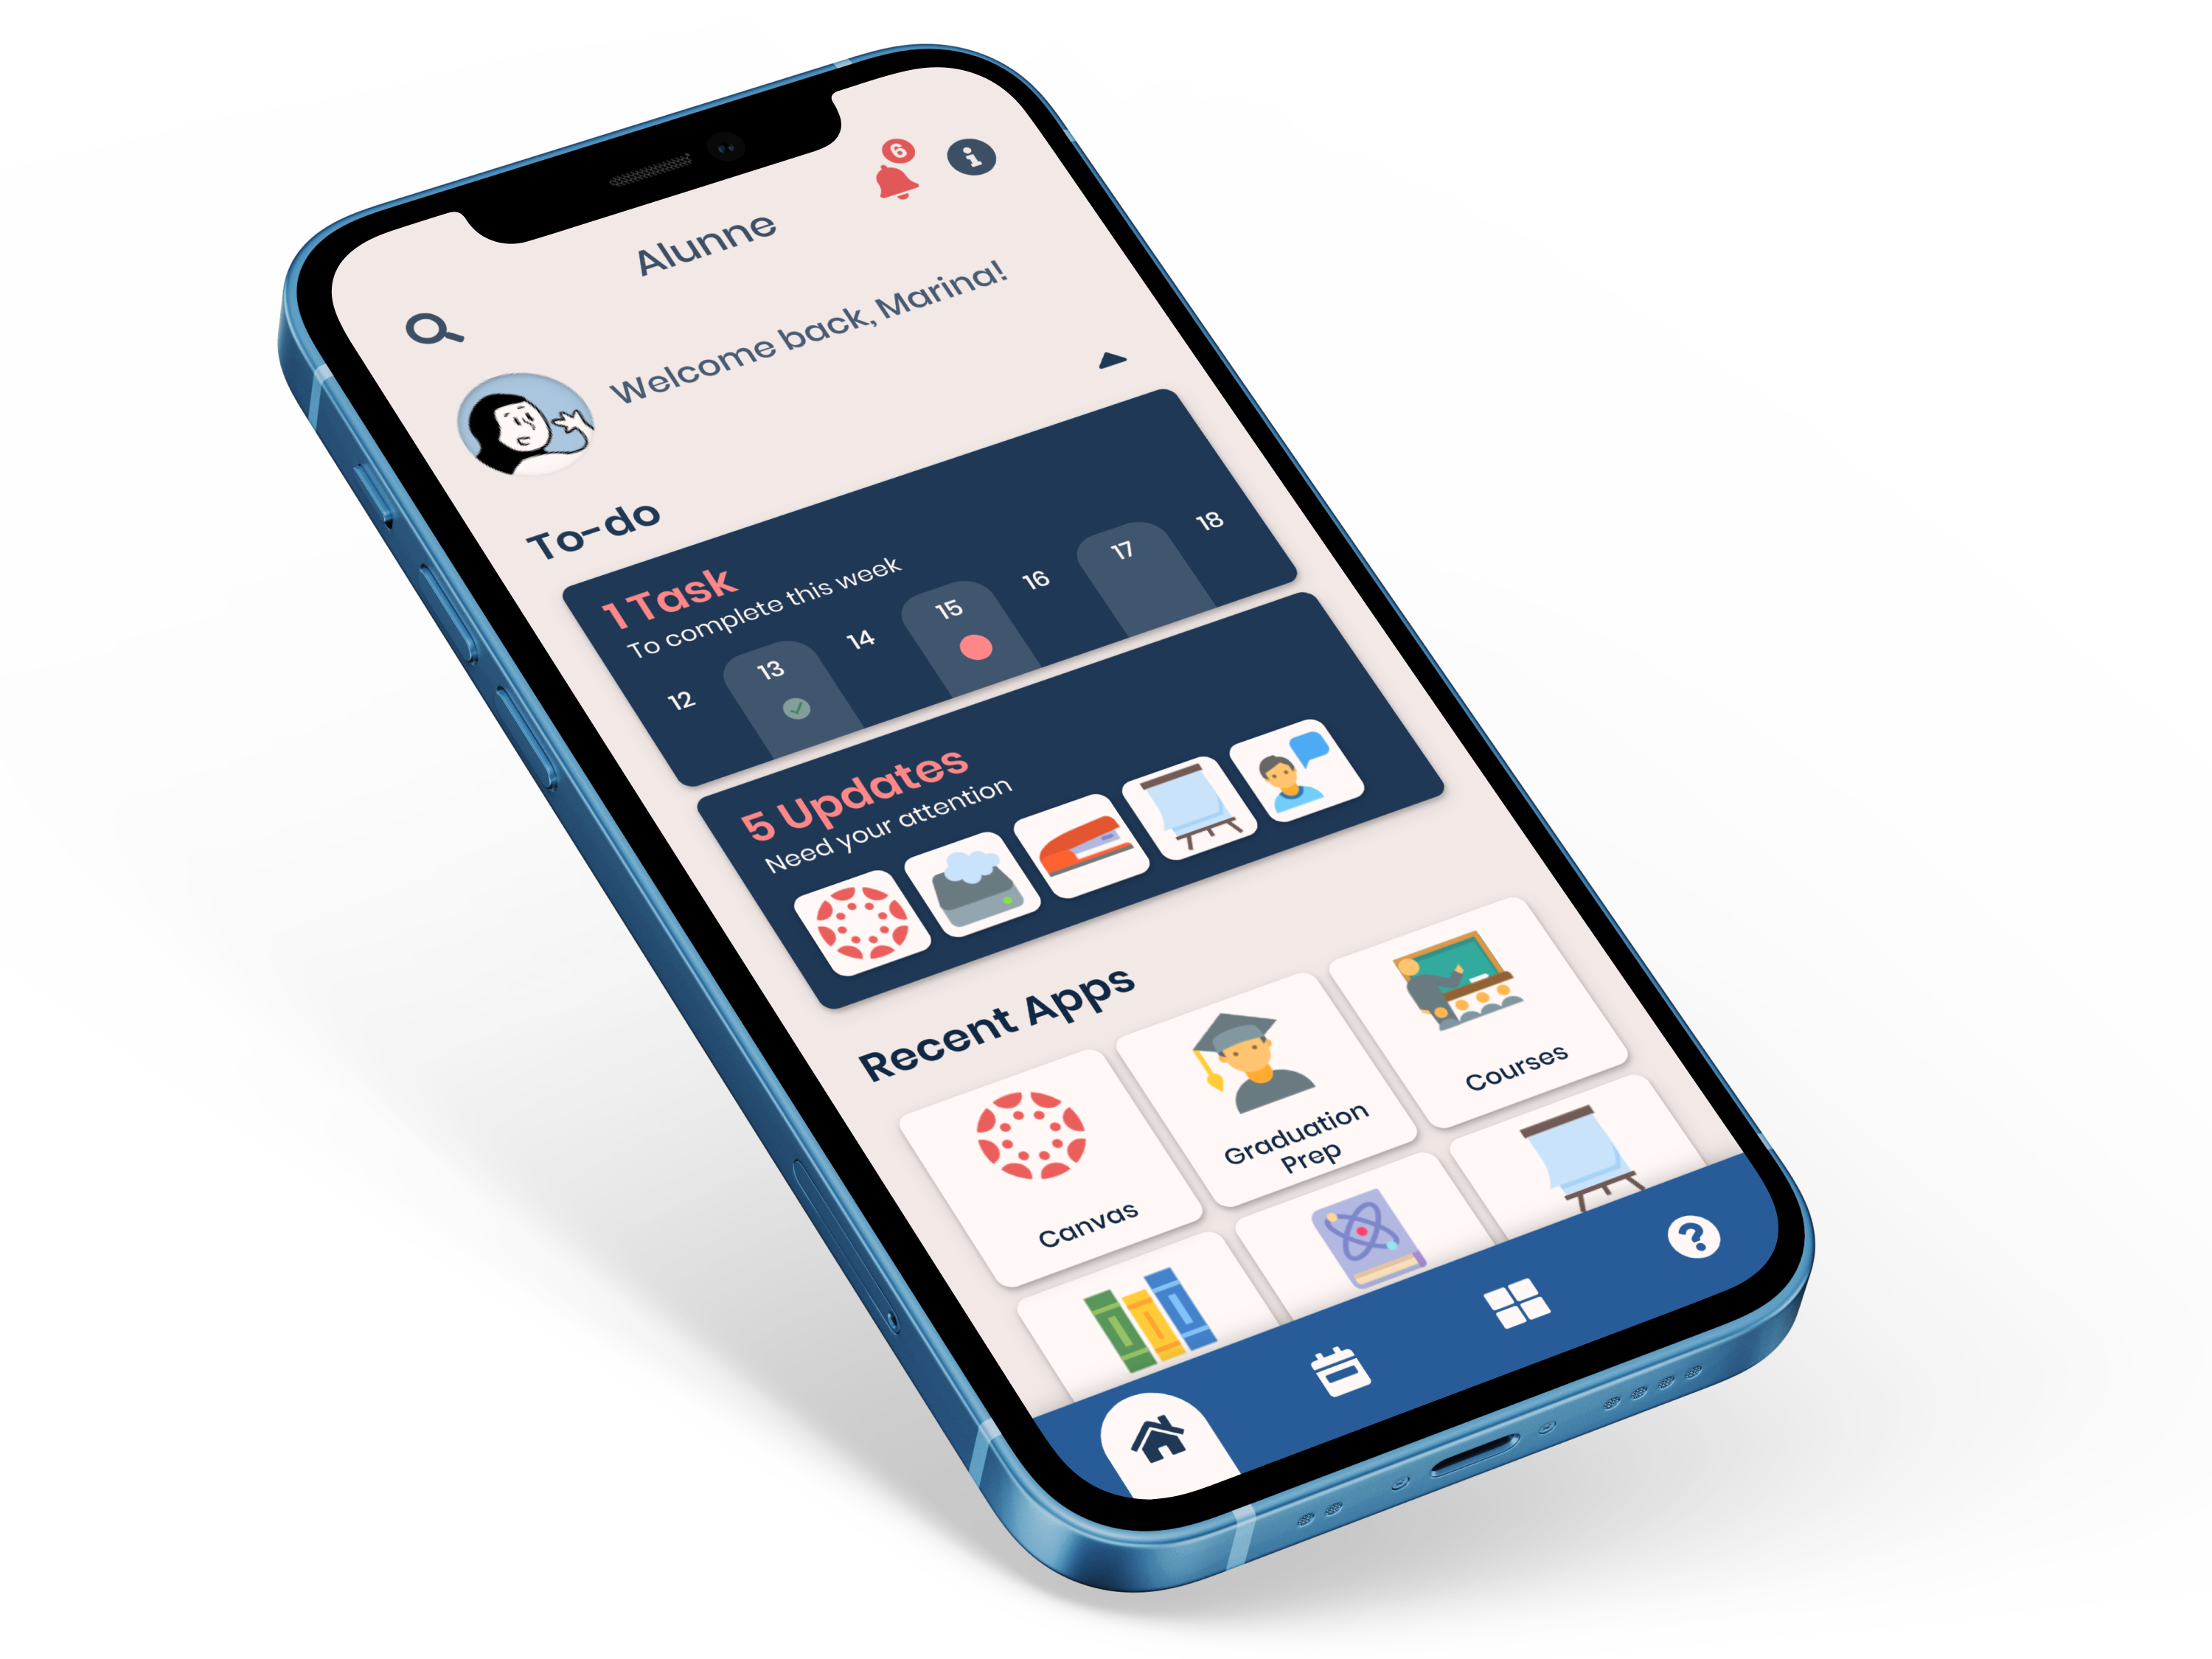 6
i
Alunne
Welcome back, Marina!
To-do
1 Task
To complete this week
12 13 14 15 16 17 18
5 Updates
Need your attention
Recent Apps
Canvas
Graduation
Prep
Courses
?